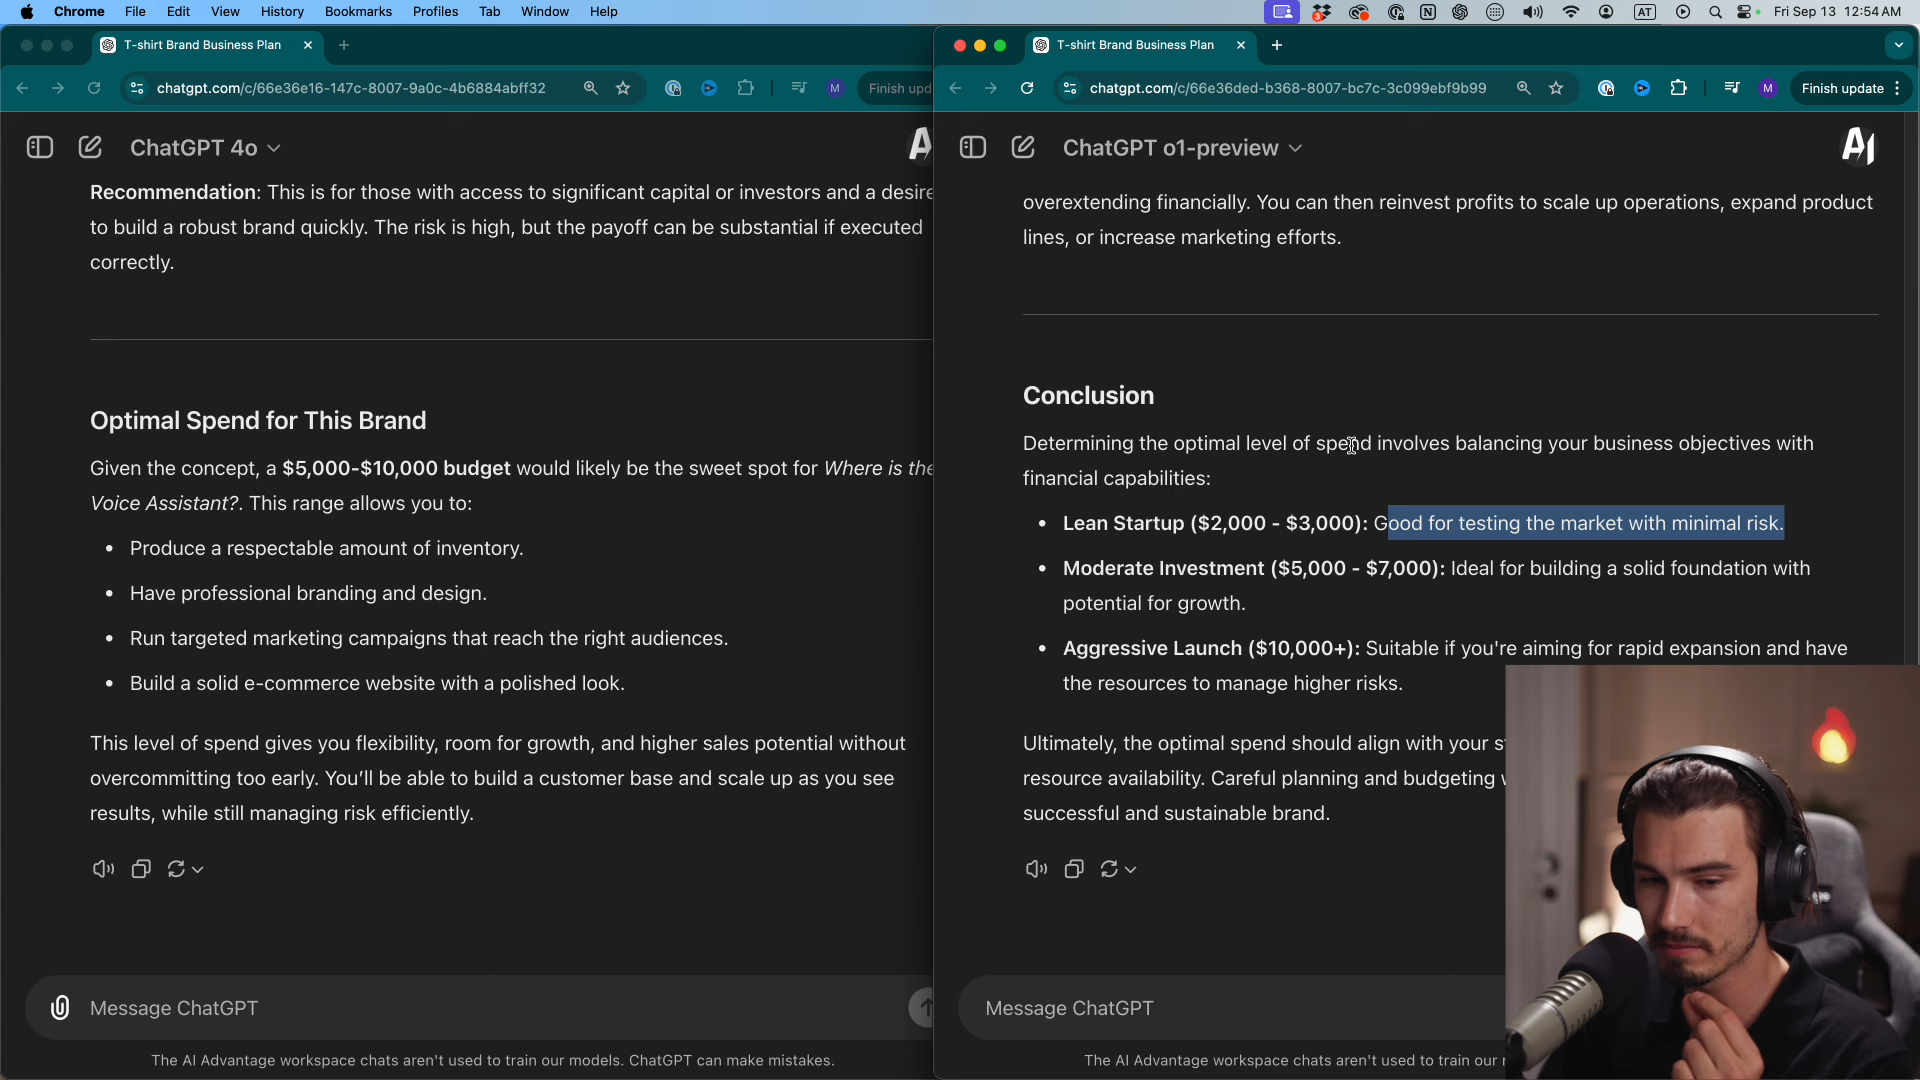 Chrome File Edit View History Bookmarks Profiles Tab Window Help
3 AT Fri Sep 13 12:54 AM
T-shirt Brand Business Plan
chatgpt.com/c/66e36e16-147c-8007-9a0c-4b6884abff32
M Finish upd
ChatGPT 4o
Recommendation: This is for those with access to significant capital or investors and a desire
to build a robust brand quickly. The risk is high, but the payoff can be substantial if executed
correctly.
Optimal Spend for This Brand
Given the concept, a $5,000-$10,000 budget would likely be the sweet spot for Where is the
Voice Assistant?. This range allows you to:
• Produce a respectable amount of inventory.
• Have professional branding and design.
• Run targeted marketing campaigns that reach the right audiences.
• Build a solid e-commerce website with a polished look.
This level of spend gives you flexibility, room for growth, and higher sales potential without
overcommitting too early. You’ll be able to build a customer base and scale up as you see
results, while still managing risk efficiently.
Message ChatGPT
The AI Advantage workspace chats aren't used to train our models. ChatGPT can make mistakes.
T-shirt Brand Business Plan
chatgpt.com/c/66e36ded-b368-8007-bc7c-3c099ebf9b99
M Finish update
ChatGPT o1-preview
AI
overextending financially. You can then reinvest profits to scale up operations, expand product
lines, or increase marketing efforts.
Conclusion
Determining the optimal level of spend involves balancing your business objectives with
financial capabilities:
• Lean Startup ($2,000 - $3,000): Good for testing the market with minimal risk.
• Moderate Investment ($5,000 - $7,000): Ideal for building a solid foundation with
potential for growth.
• Aggressive Launch ($10,000+): Suitable if you're aiming for rapid expansion and have
the resources to manage higher risks.
Ultimately, the optimal spend should align with your
resource availability. Careful planning and budgeting
successful and sustainable brand.
Message ChatGPT
The AI Advantage workspace chats aren't used to train our